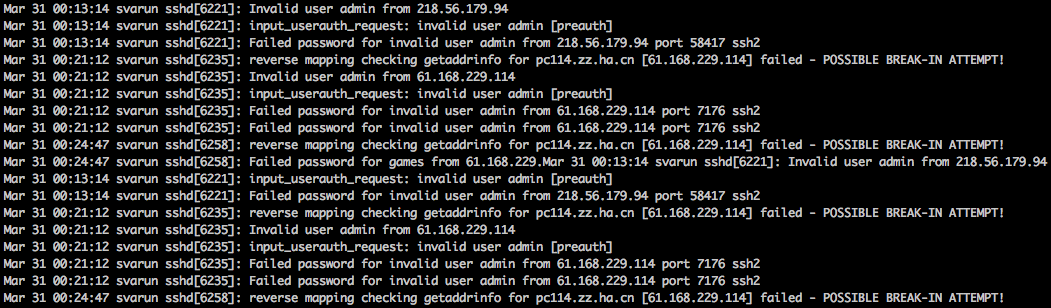 Mar 31 00:13:14 svarun sshd[6221]: Invalid user admin from 218.56.179.94
Mar 31 00:13:14 svarun sshd[6221]: input_userauth_request: invalid user admin [preauth]
Mar 31 00:13:14 svarun sshd[6221]: Failed password for invalid user admin from 218.56.179.94 port 58417 ssh2
Mar 31 00:21:12 svarun sshd[6235]: reverse mapping checking getaddrinfo for pc114.zz.ha.cn [61.168.229.114] failed - POSSIBLE BREAK-IN ATTEMPT!
Mar 31 00:21:12 svarun sshd[6235]: Invalid user admin from 61.168.229.114
Mar 31 00:21:12 svarun sshd[6235]: input_userauth_request: invalid user admin [preauth]
Mar 31 00:21:12 svarun sshd[6235]: Failed password for invalid user admin from 61.168.229.114 port 7176 ssh2
Mar 31 00:21:12 svarun sshd[6235]: Failed password for invalid user admin from 61.168.229.114 port 7176 ssh2
Mar 31 00:24:47 svarun sshd[6258]: reverse mapping checking getaddrinfo for pc114.zz.ha.cn [61.168.229.114] failed - POSSIBLE BREAK-IN ATTEMPT!
Mar 31 00:24:47 svarun sshd[6258]: Failed password for games from 61.168.229.Mar 31 00:13:14 svarun sshd[6221]: Invalid user admin from 218.56.179.94
Mar 31 00:13:14 svarun sshd[6221]: input_userauth_request: invalid user admin [preauth]
Mar 31 00:13:14 svarun sshd[6221]: Failed password for invalid user admin from 218.56.179.94 port 58417 ssh2
Mar 31 00:21:12 svarun sshd[6235]: reverse mapping checking getaddrinfo for pc114.zz.ha.cn [61.168.229.114] failed - POSSIBLE BREAK-IN ATTEMPT!
Mar 31 00:21:12 svarun sshd[6235]: Invalid user admin from 61.168.229.114
Mar 31 00:21:12 svarun sshd[6235]: input_userauth_request: invalid user admin [preauth]
Mar 31 00:21:12 svarun sshd[6235]: Failed password for invalid user admin from 61.168.229.114 port 7176 ssh2
Mar 31 00:21:12 svarun sshd[6235]: Failed password for invalid user admin from 61.168.229.114 port 7176 ssh2
Mar 31 00:24:47 svarun sshd[6258]: reverse mapping checking getaddrinfo for pc114.zz.ha.cn [61.168.229.114] failed - POSSIBLE BREAK-IN ATTEMPT!